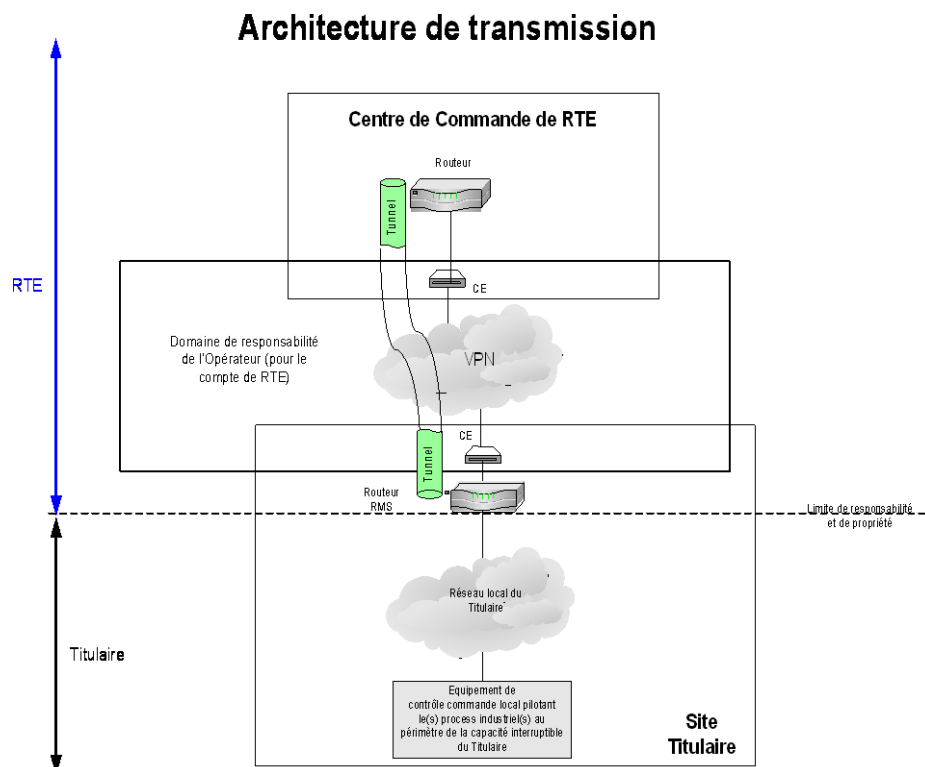 Architecture de transmission
Centre de Commande de RTE
Routeur
Tunnel
CE
RTE
Domaine de responsabilité
de l'Opérateur (pour le
compte de RTE)
VPN
CE
Tunnel
Routeur
RMS
Limite de responsabilité
et de propriété
Réseau local du
Titulaire
Titulaire
Equipement de
contrôle commande local pilotant
le(s) process industriel(s) au
périmètre de la capacité interruptible
du Titulaire
Site
Titulaire